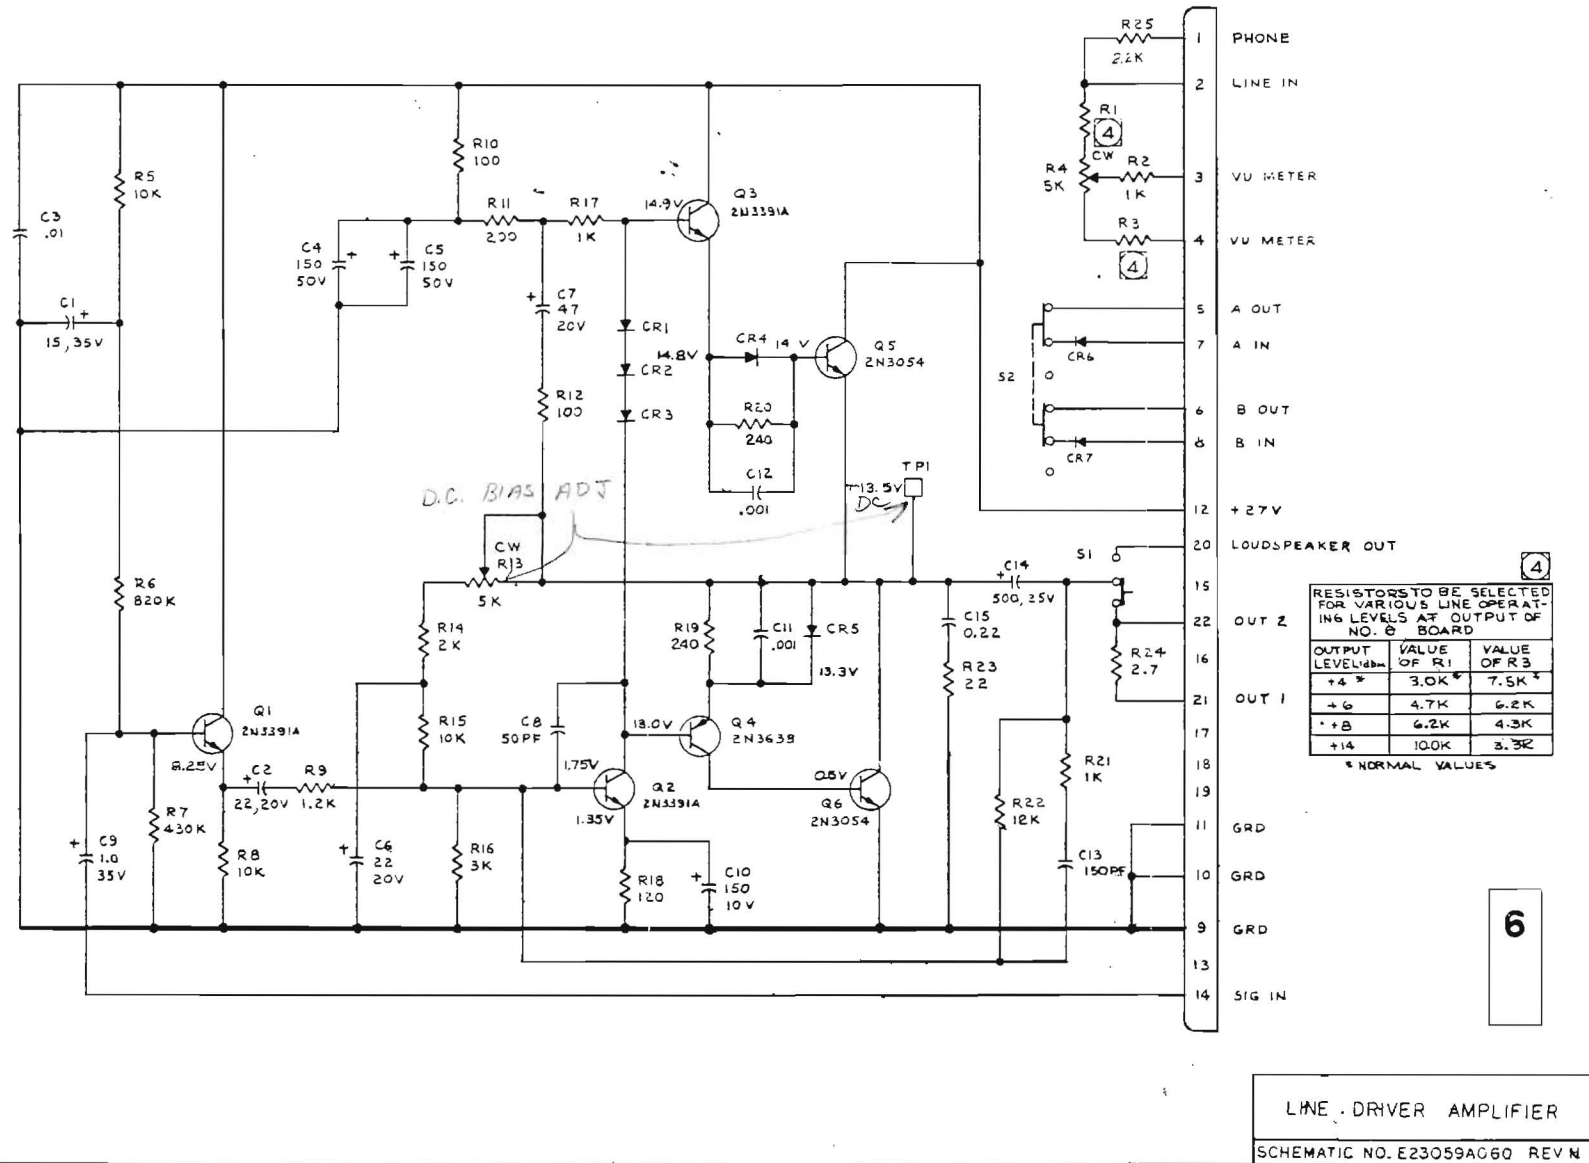 R25
2.2K
1 PHONE
2 LINE IN
R1
4
CW
R4
5K
R2
1K
3 VU METER
R3
4
4 VU METER
5 A OUT
7 A IN
CR6
S2
6 B OUT
8 B IN
CR7
12 +27V
20 LOUDSPEAKER OUT
S1
15
22 OUT 2
16
R24
2.7
21 OUT 1
17
18
19
11 GRD
10 GRD
9 GRD
13
14 SIG IN
4
RESISTORS TO BE SELECTED
FOR VARIOUS LINE OPERAT-
ING LEVELS AT OUTPUT OF
NO. 8 BOARD
OUTPUT LEVEL:dbm VALUE OF R1 VALUE OF R3
+4 * 3.0K * 7.5K *
+6 4.7K 6.2K
+8 6.2K 4.3K
+14 10.0K
* NORMAL VALUES
C3
.01
R5
10K
C1 +
15, 35V
R6
820K
R10
100
R11
200
R17
1K
C4
150
50V
+
C5
150
50V
+
C7
47
20V
+
R12
100
14.9V
Q3
2N3391A
CR1
CR2
CR3
14.8V
CR4
14 V
Q5
2N3054
R20
240
C12
.001
TP1
+13.5V
DC
D.C. BIAS ADJ
CW
R13
5K
R14
2K
R15
10K
C8
50PF
R19
240
C11
.001
CR5
13.3V
13.0V
Q4
2N3638
C14
+
500, 25V
C15
0.22
R23
22
Q1
2N3391A
8.25V
+ C2
22,20V
R9
1.2K
R7
430K
R8
10K
C9
1.0
35V
+
C6
22
20V
+
R16
3K
1.75V
Q2
2N3391A
1.35V
R18
120
C10
150
10V
+
Q6
2N3054
R22
12K
R21
1K
C13
150PF
6
LINE DRIVER AMPLIFIER
SCHEMATIC NO. E23059A060 REV N